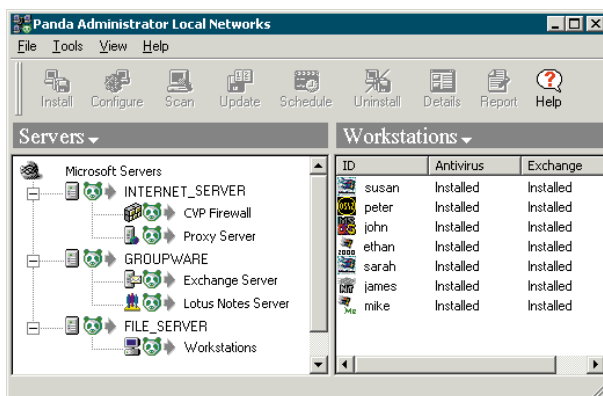 Panda Administrator Local Networks
File Tools View Help
Install Configure Scan Update Schedule Uninstall Details Report Help
Servers
Microsoft Servers
INTERNET_SERVER
CVP Firewall
Proxy Server
GROUPWARE
Exchange Server
Lotus Notes Server
FILE_SERVER
Workstations
Workstations
ID Antivirus Exchange
susan Installed Installed
peter Installed Installed
john Installed Installed
ethan Installed Installed
sarah Installed Installed
james Installed Installed
mike Installed Installed